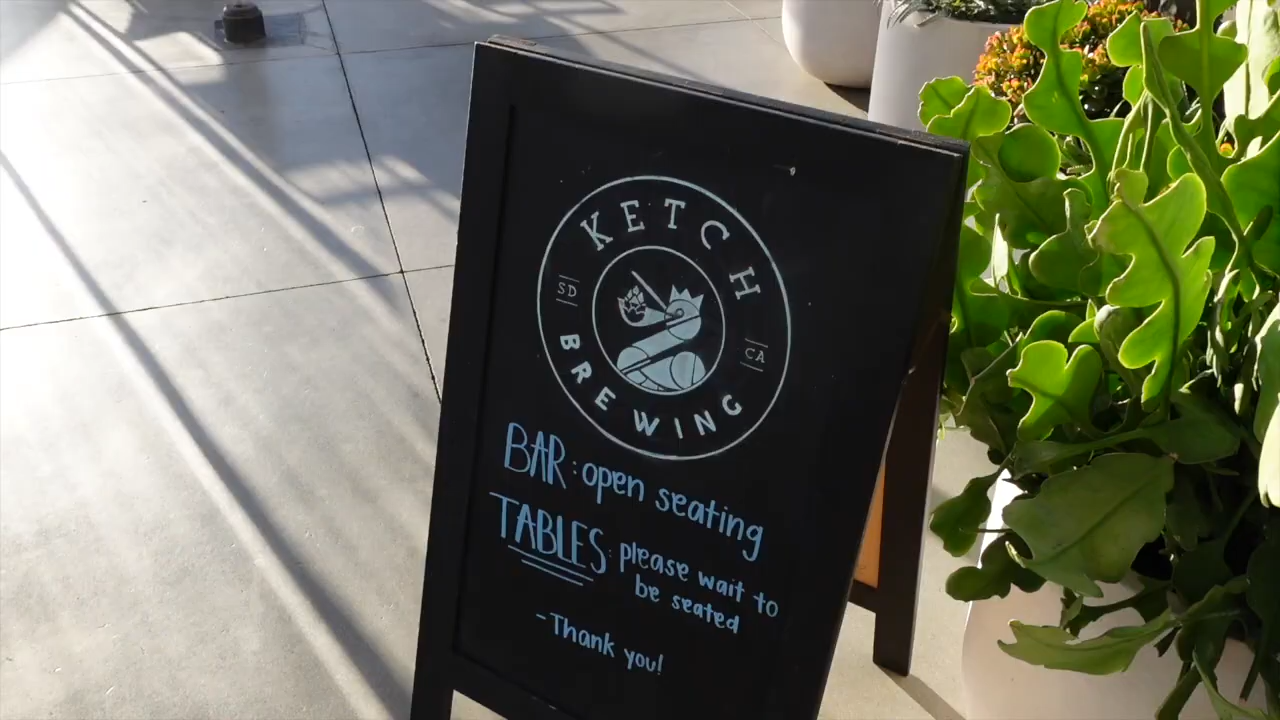 KETCH
SD
CA
BREWING
BAR: open seating
TABLES: please wait to
be seated
-Thank you!